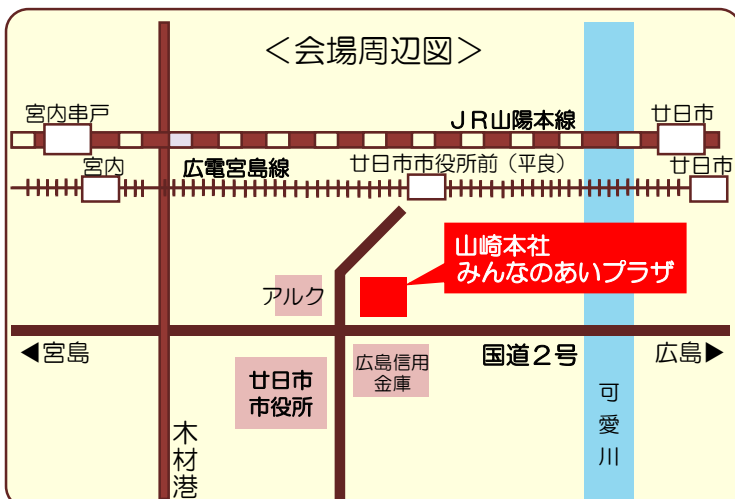 ＜会場周辺図＞
宮内串戸
ＪＲ山陽本線
廿日市
宮内
広電宮島線
廿日市市役所前（平良）
廿日市
山崎本社
みんなのあいプラザ
アルク
◀宮島
国道２号
広島▶
広島信用
金庫
廿日市
市役所
可愛川
木材港